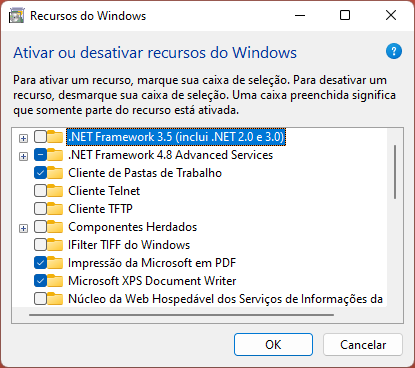 Recursos do Windows
Ativar ou desativar recursos do Windows
Para ativar um recurso, marque sua caixa de seleção. Para desativar um
recurso, desmarque sua caixa de seleção. Uma caixa preenchida significa
que somente parte do recurso está ativada.
.NET Framework 3.5 (inclui .NET 2.0 e 3.0)
.NET Framework 4.8 Advanced Services
Cliente de Pastas de Trabalho
Cliente Telnet
Cliente TFTP
Componentes Herdados
IFilter TIFF do Windows
Impressão da Microsoft em PDF
Microsoft XPS Document Writer
Núcleo da Web Hospedável dos Serviços de Informações da
OK
Cancelar